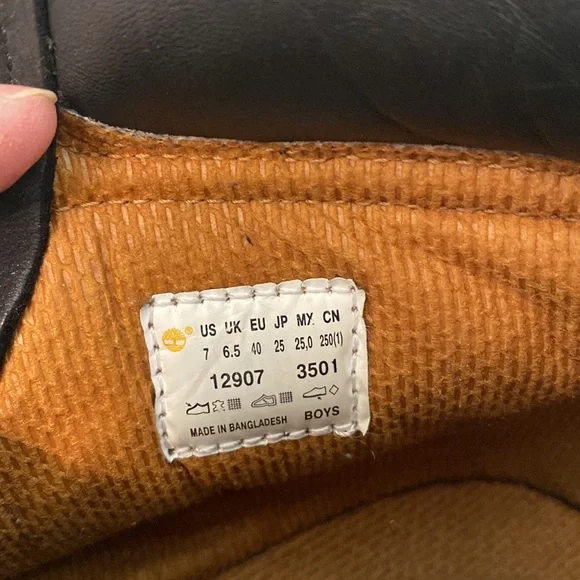 US UK EU JP MY. CN
7 6.5 40 25 25,0 250(1)
12907 3501
MADE IN BANGLADESH BOYS